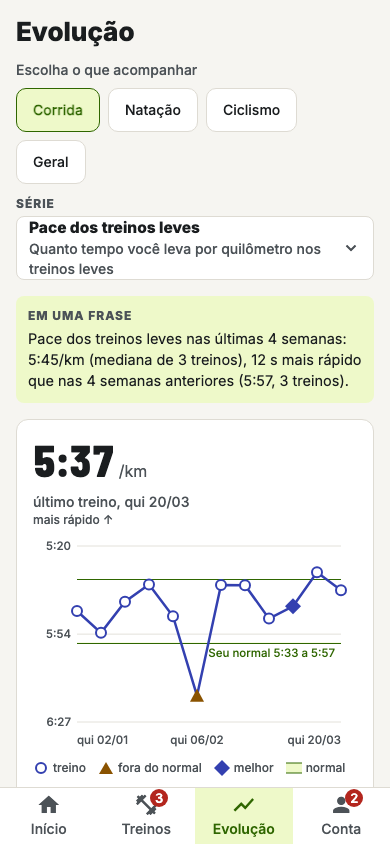 Evolução
Escolha o que acompanhar
Corrida
Natação
Ciclismo
Geral
SÉRIE
Pace dos treinos leves
Quanto tempo você leva por quilômetro nos
treinos leves
EM UMA FRASE
Pace dos treinos leves nas últimas 4 semanas:
5:45/km (mediana de 3 treinos), 12 s mais rápido
que nas 4 semanas anteriores (5:57, 3 treinos).
5:37 /km
último treino, qui 20/03
mais rápido ↑
5:20
5:54
Seu normal 5:33 a 5:57
6:27
qui 02/01
qui 06/02
qui 20/03
treino
fora do normal
melhor
normal
3
2
Início
Treinos
Evolução
Conta